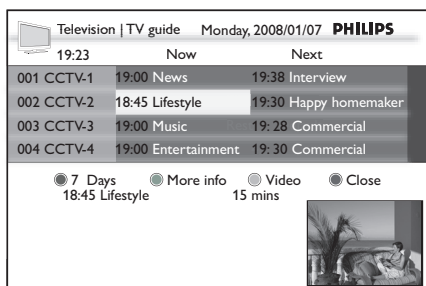 Television | TV guide Monday, 2008/01/07 PHILIPS
19:23 Now Next
001 CCTV-1 19:00 News 19:38 Interview
002 CCTV-2 18:45 Lifestyle 19:30 Happy homemaker
003 CCTV-3 19:00 Music 19: 28 Commercial
004 CCTV-4 19:00 Entertainment 19: 30 Commercial
7 Days More info Video Close
18:45 Lifestyle 15 mins